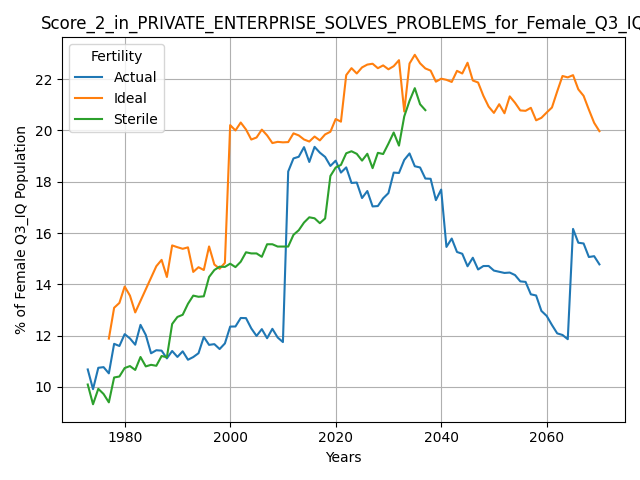 Score_2_in_PRIVATE_ENTERPRISE_SOLVES_PROBLEMS_for_Female_Q3_IQ
Fertility
Actual
Ideal
Sterile
% of Female Q3_IQ Population
22
20
18
16
14
12
10
1980
2000
2020
2040
2060
Years